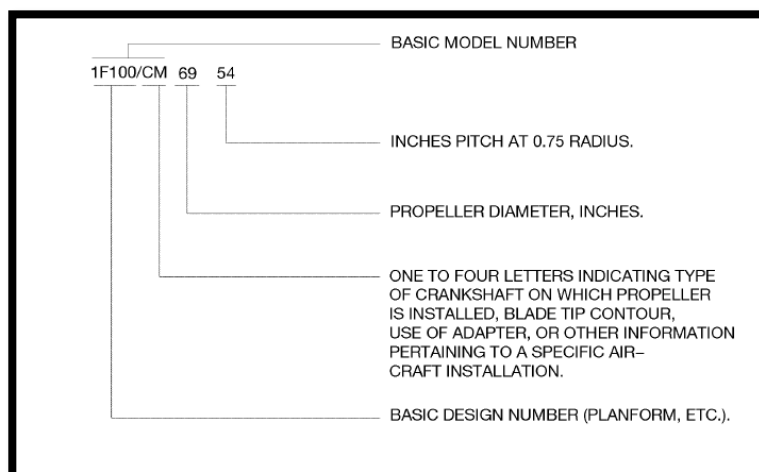 BASIC MODEL NUMBER
1F100/CM 69 54
INCHES PITCH AT 0.75 RADIUS.
PROPELLER DIAMETER, INCHES.
ONE TO FOUR LETTERS INDICATING TYPE
OF CRANKSHAFT ON WHICH PROPELLER
IS INSTALLED, BLADE TIP CONTOUR,
USE OF ADAPTER, OR OTHER INFORMATION
PERTAINING TO A SPECIFIC AIR–
CRAFT INSTALLATION.
BASIC DESIGN NUMBER (PLANFORM, ETC.).